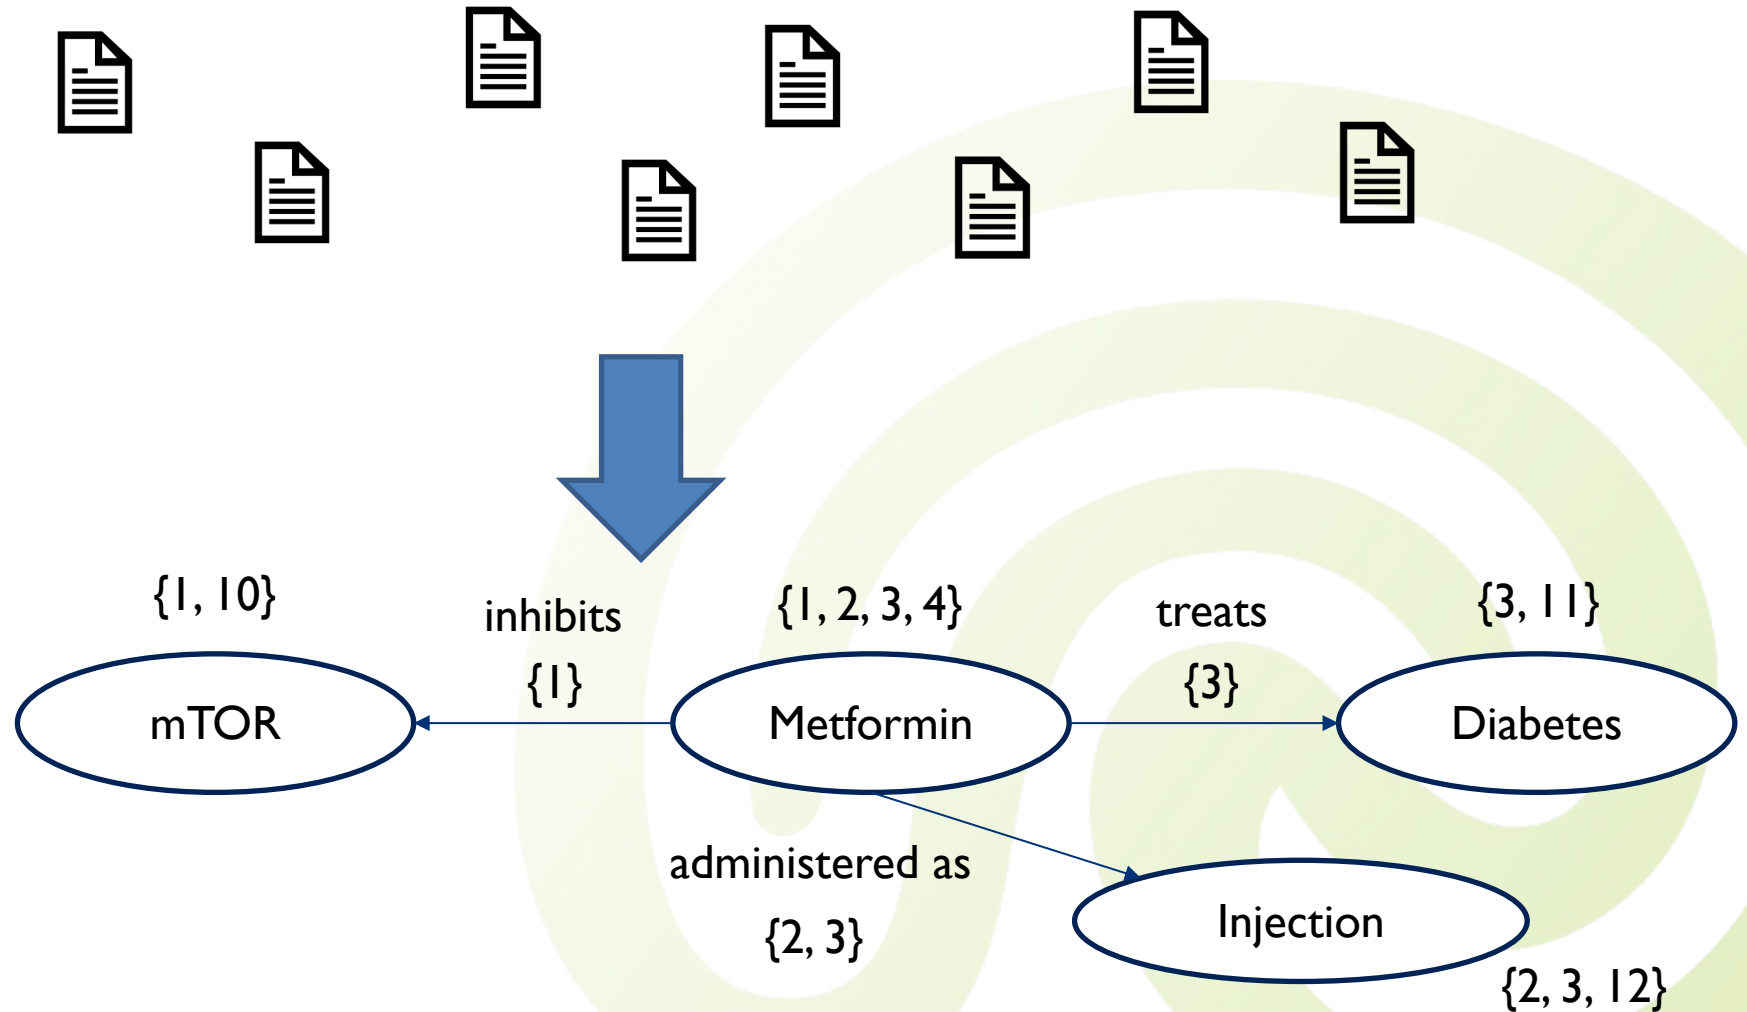 {1, 10}
inhibits
{1}
{1, 2, 3, 4}
treats
{3}
{3, 11}
mTOR
Metformin
Diabetes
administered as
{2, 3}
Injection
{2, 3, 12}